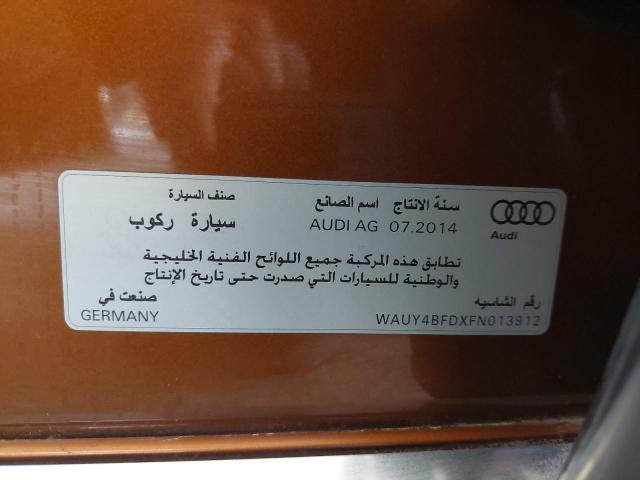 سنة الانتاج اسم الصانع صنف السيارة
AUDI AG 07.2014 سيارة ركوب
Audi
تطابق هذه المركبة جميع اللوائح الفنية الخليجية
والوطنية للسيارات التي صدرت حتى تاريخ الإنتاج
رقم الشاسيه صنعت في
WAUY4BFDXFN013912 GERMANY